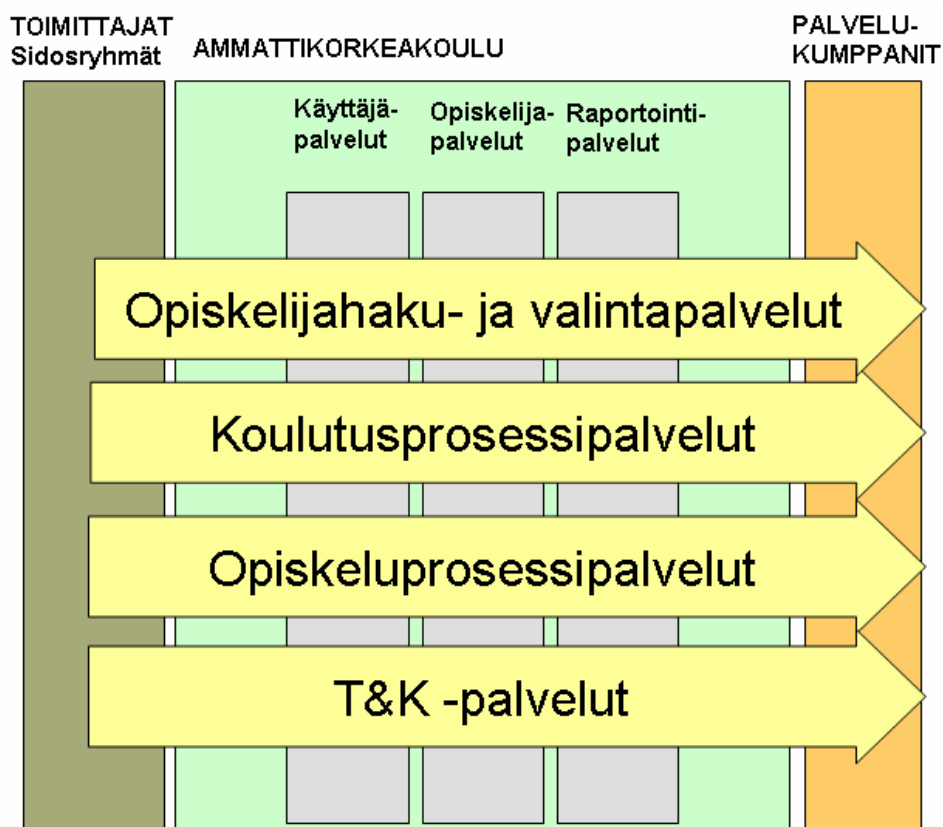 TOIMITTAJAT
Sidosryhmät
AMMATTIKORKEAKOULU
PALVELU-
KUMPPANIT
Käyttäjä-
palvelut
Opiskelija-
palvelut
Raportointi-
palvelut
Opiskelijahaku- ja valintapalvelut
Koulutusprosessipalvelut
Opiskeluprosessipalvelut
T&K -palvelut